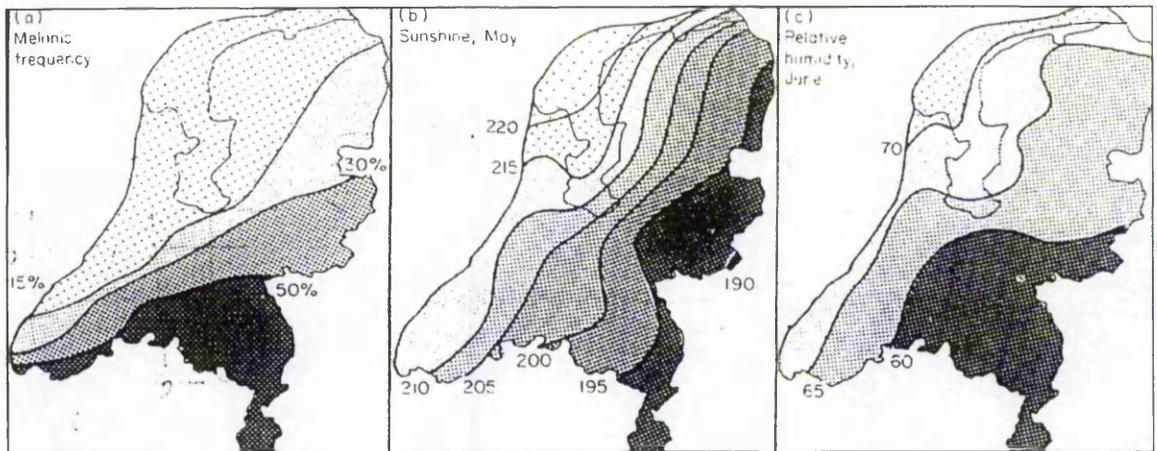 (a)
Melanic
frequency
30%
15%
50%
(b)
Sunshine, May
220
215
190
200
195
210
205
(c)
Relative
humidity,
June
70
60
65